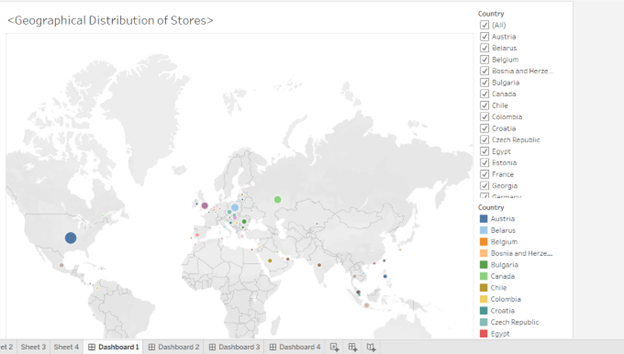 <Geographical Distribution of Stores>
Country
(All)
Austria
Belarus
Belgium
Bosnia and Herze...
Bulgaria
Canada
Chile
Colombia
Croatia
Czech Republic
Egypt
Estonia
France
Georgia
Germany
Country
Austria
Belarus
Belgium
Bosnia and Herze...
Bulgaria
Canada
Chile
Colombia
Croatia
Czech Republic
Egypt
et 2 Sheet 3 Sheet 4 Dashboard 1 Dashboard 2 Dashboard 3 Dashboard 4